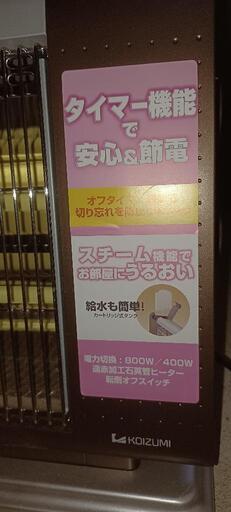 タイマー機能
で
安心&節電
オフタイ
切り忘れを防
スチーム機能で
お部屋にうるおい
給水も簡単!
カートリッジ式タンク
電力切換：800W／400W
遠赤加工石英管ヒーター
転倒オフスイッチ
KOIZUMI